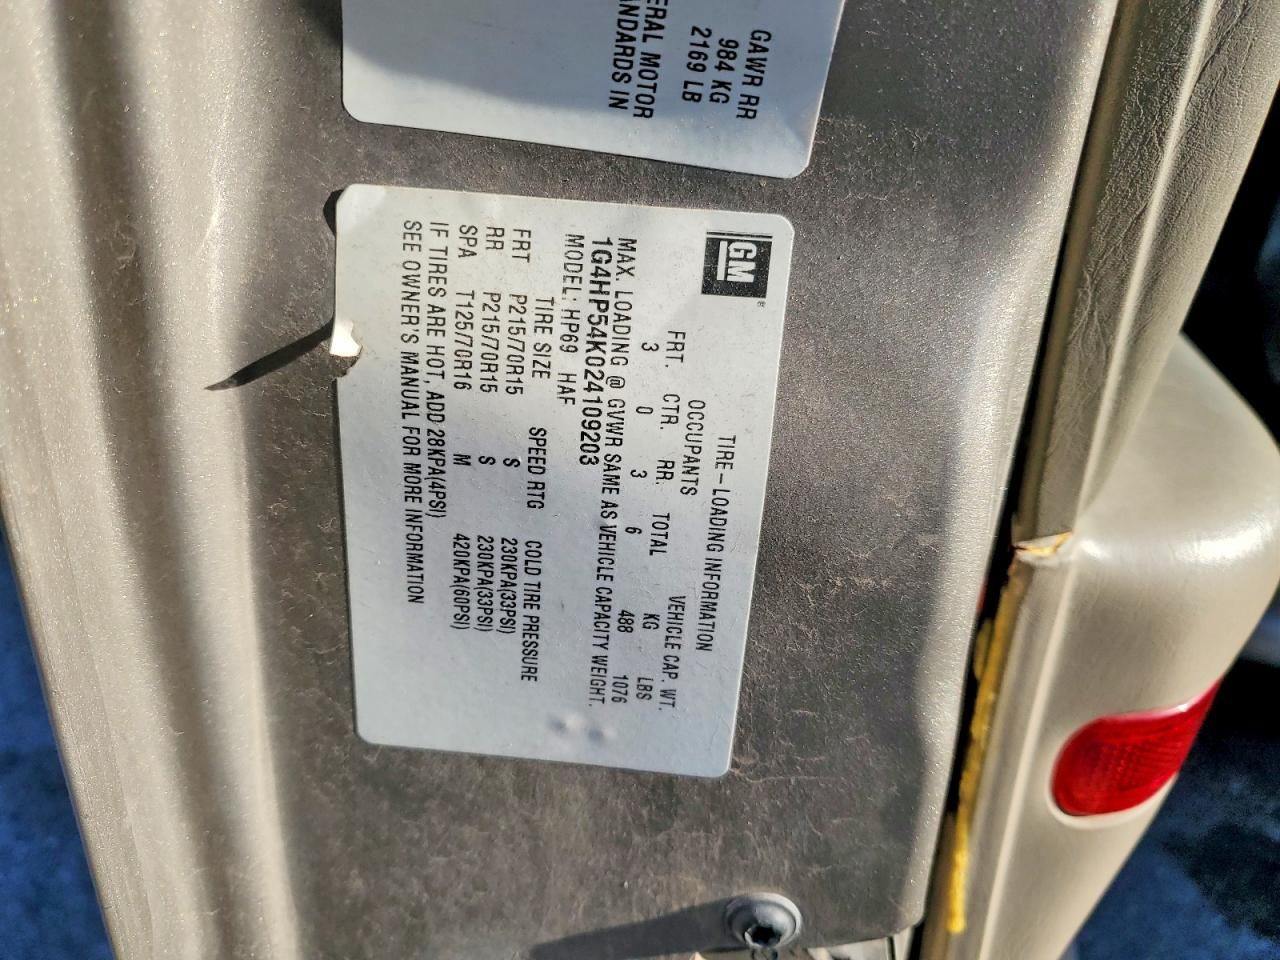 GAWR RR
984 KG
2169 LB
ERAL MOTOR
ANDARDS IN
GM®
TIRE-LOADING INFORMATION
OCCUPANTS VEHICLE CAP. WT.
FRT. CTR. RR. TOTAL KG LBS
3 0 3 6 488 1076
MAX. LOADING @ GVWR SAME AS VEHICLE CAPACITY WEIGHT.
1G4HP54K024109203
MODEL: HP69 HAF
TIRE SIZE SPEED RTG COLD TIRE PRESSURE
FRT P215/70R15 S 230KPA(33PSI)
RR P215/70R15 S 230KPA(33PSI)
SPA T125/70R16 M 420KPA(60PSI)
IF TIRES ARE HOT, ADD 28KPA(4PSI)
SEE OWNER'S MANUAL FOR MORE INFORMATION